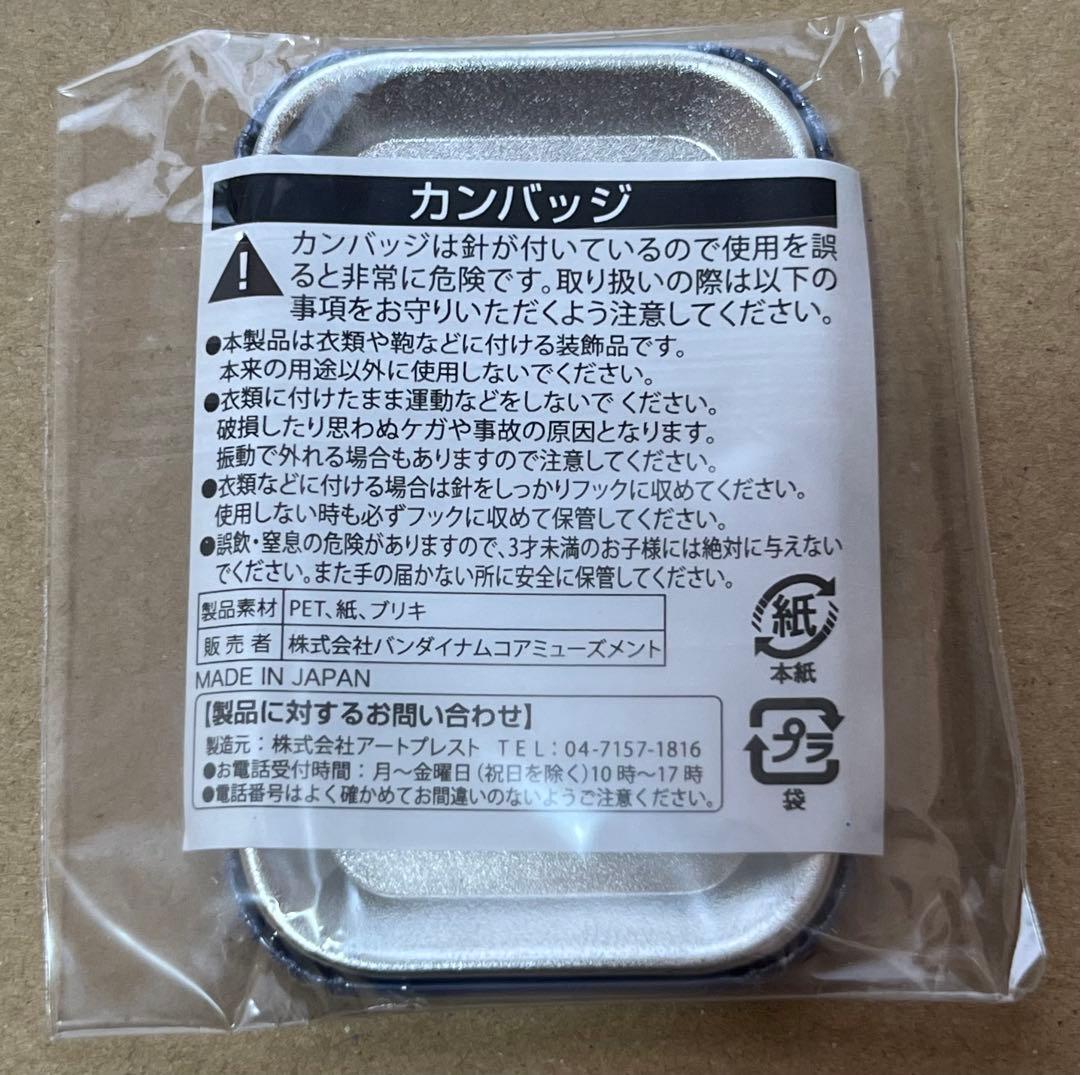 カンバッジ
!
カンバッジは針が付いているので使用を誤
ると非常に危険です。取り扱いの際は以下の
事項をお守りいただくよう注意してください。
●本製品は衣類や鞄などに付ける装飾品です。
本来の用途以外に使用しないでください。
●衣類に付けたまま運動などをしないで ください。
破損したり思わぬケガや事故の原因となります。
振動で外れる場合もありますので注意してください。
●衣類などに付ける場合は針をしっかりフックに収めてください。
使用しない時も必ずフックに収めて保管してください。
●誤飲・窒息の危険がありますので、3才未満のお子様には絶対に与えない
でください。また手の届かない所に安全に保管してください。
製品素材 PET、紙、ブリキ
販売者 株式会社バンダイナムコアミューズメント
MADE IN JAPAN
【製品に対するお問い合わせ】
製造元:株式会社アートプレスト TEL:04-7157-1816
●お電話受付時間:月〜金曜日(祝日を除く)10時〜17時
●電話番号はよく確かめてお間違いのないようご注意ください。
紙
本紙
プラ
袋